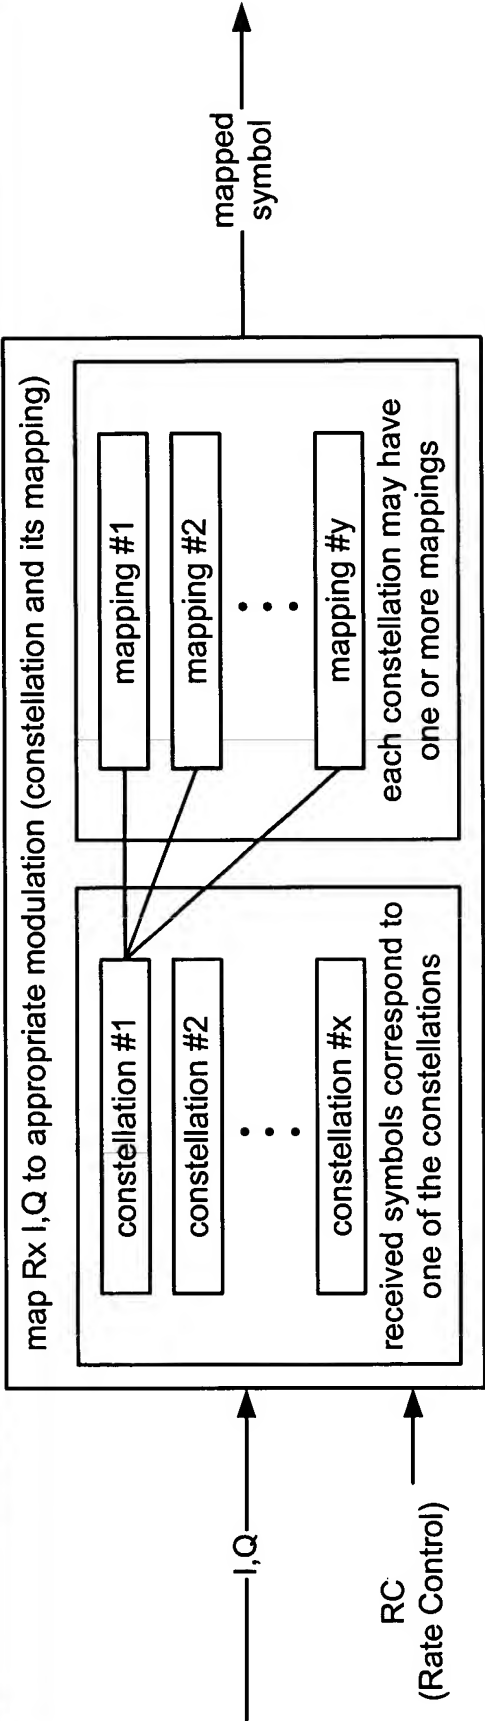 I,Q
RC
(Rate Control)
map Rx I,Q to appropriate modulation (constellation and its mapping)
constellation #1
constellation #2
constellation #x
received symbols correspond to
one of the constellations
mapping #1
mapping #2
mapping #y
each constellation may have
one or more mappings
mapped
symbol